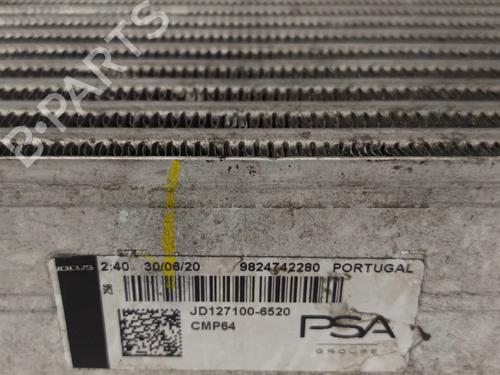 B-PARTS
2:40 30/06/20 9824742280 PORTUGAL
JD127100-6520
CMP64
PSA
GROUPE